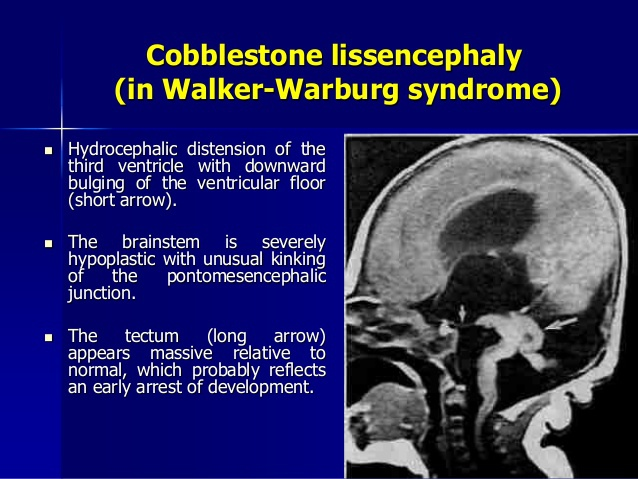 Cobblestone lissencephaly
(in Walker-Warburg syndrome)
Hydrocephalic distension of the
third ventricle with downward
bulging of the ventricular floor
(short arrow).
The brainstem is severely
hypoplastic with unusual kinking
of the pontomesencephalic
junction.
The tectum (long arrow)
appears massive relative to
normal, which probably reflects
an early arrest of development.